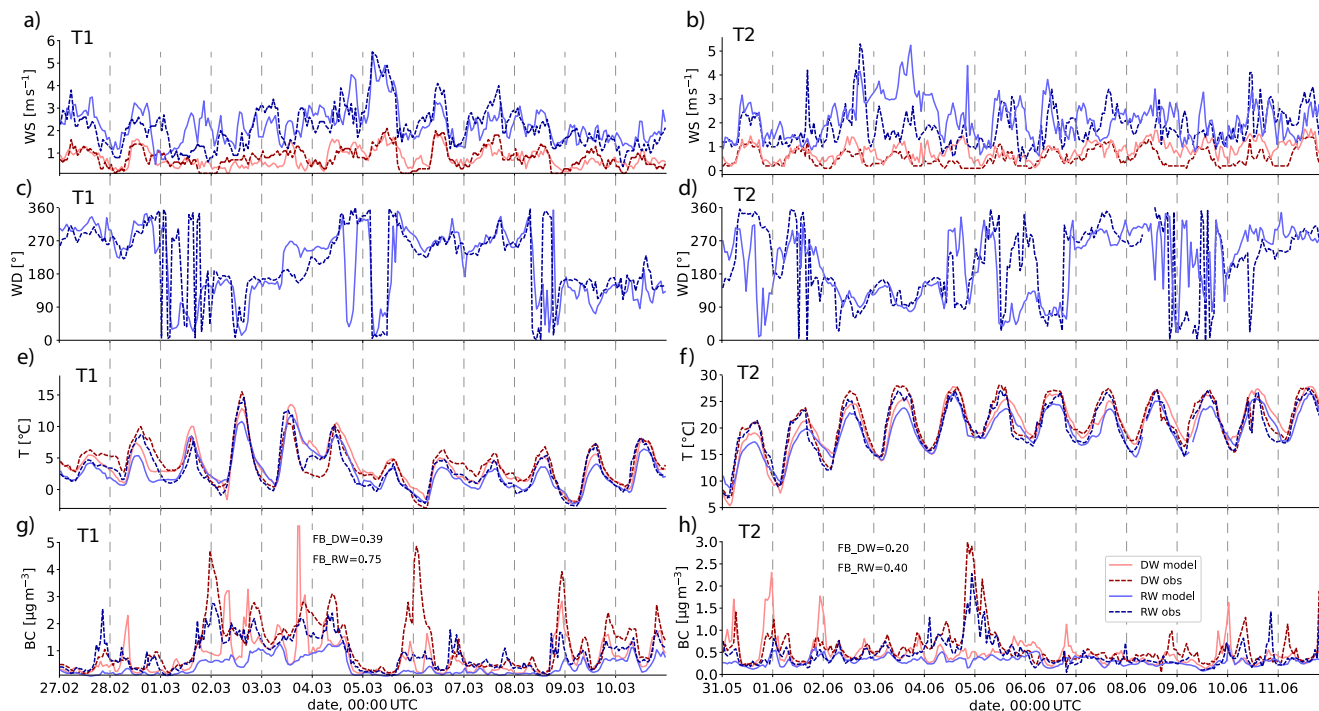 a) T1
WS [m s⁻¹]
6
5
4
3
2
1
b) T2
WS [m s⁻¹]
5
4
3
2
1
0
c) T1
WD [°]
360
270
180
90
0
d) T2
WD [°]
360
270
180
90
0
e) T1
T [°C]
15
10
5
0
f) T2
T [°C]
30
25
20
15
10
5
g) T1
FB_DW=0.39
FB_RW=0.75
BC [µg m⁻³]
5
4
3
2
1
27.02 28.02 01.03 02.03 03.03 04.03 05.03 06.03 07.03 08.03 09.03 10.03
date, 00:00 UTC
h) T2
FB_DW=0.20
FB_RW=0.40
BC [µg m⁻³]
3.0
2.5
2.0
1.5
1.0
0.5
0.0
DW model
DW obs
RW model
RW obs
31.05 01.06 02.06 03.06 04.06 05.06 06.06 07.06 08.06 09.06 10.06 11.06
date, 00:00 UTC